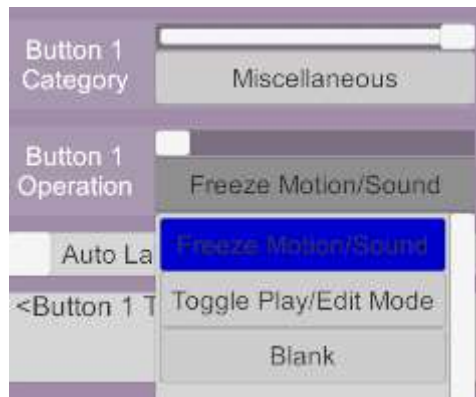 Button 1
Category
Miscellaneous
Button 1
Operation
Freeze Motion/Sound
Auto La
Freeze Motion/Sound
<Button 1 T
Toggle Play/Edit Mode
Blank